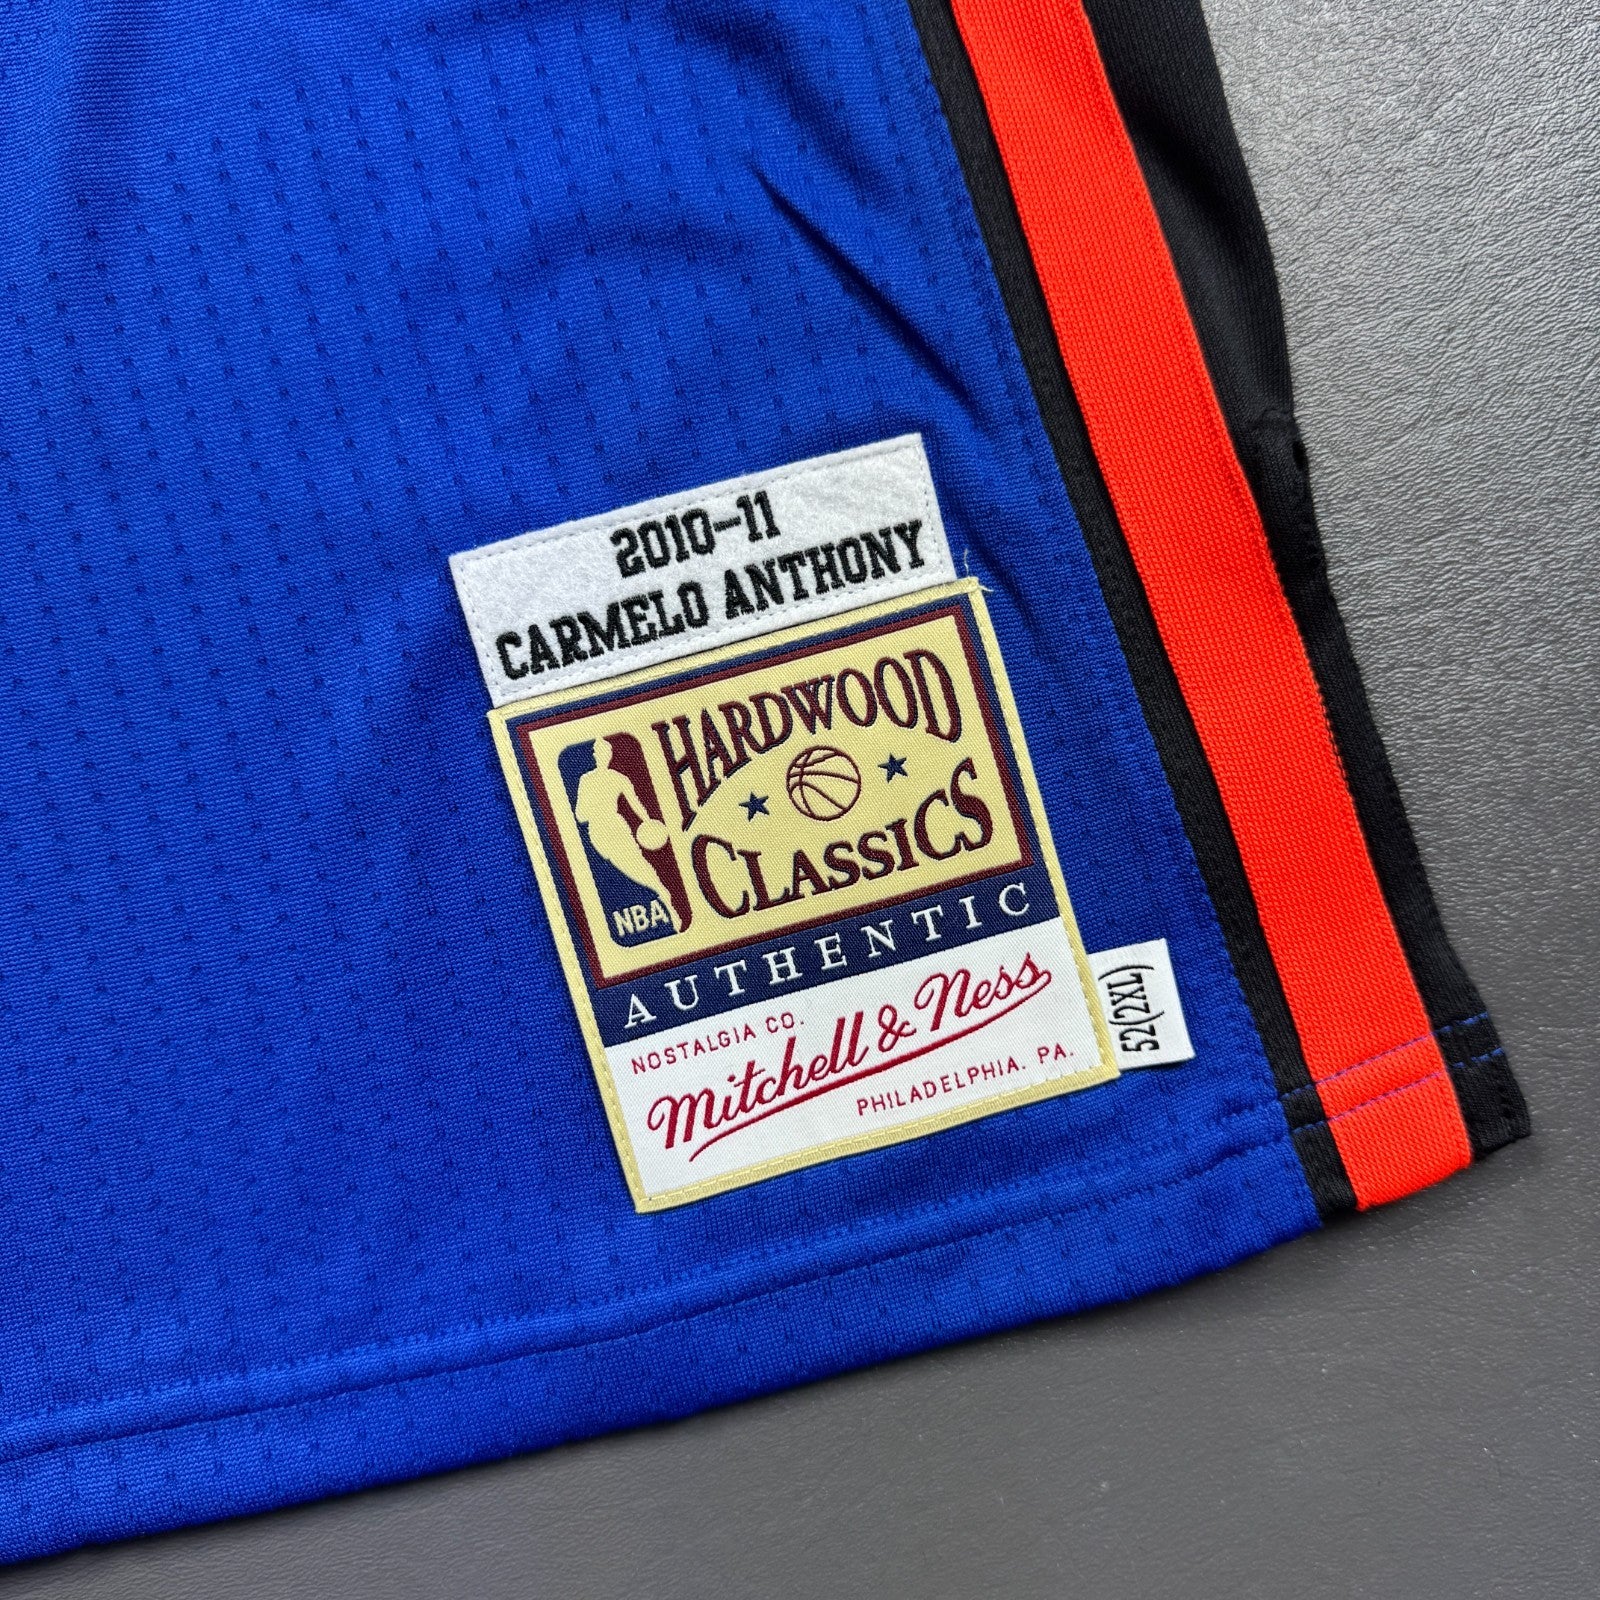 2010-11
CARMELO ANTHONY
HARDWOOD
CLASSICS
NBA
AUTHENTIC
NOSTALGIA CO.
Mitchell & Ness
PHILADELPHIA. PA.
52(2XL)